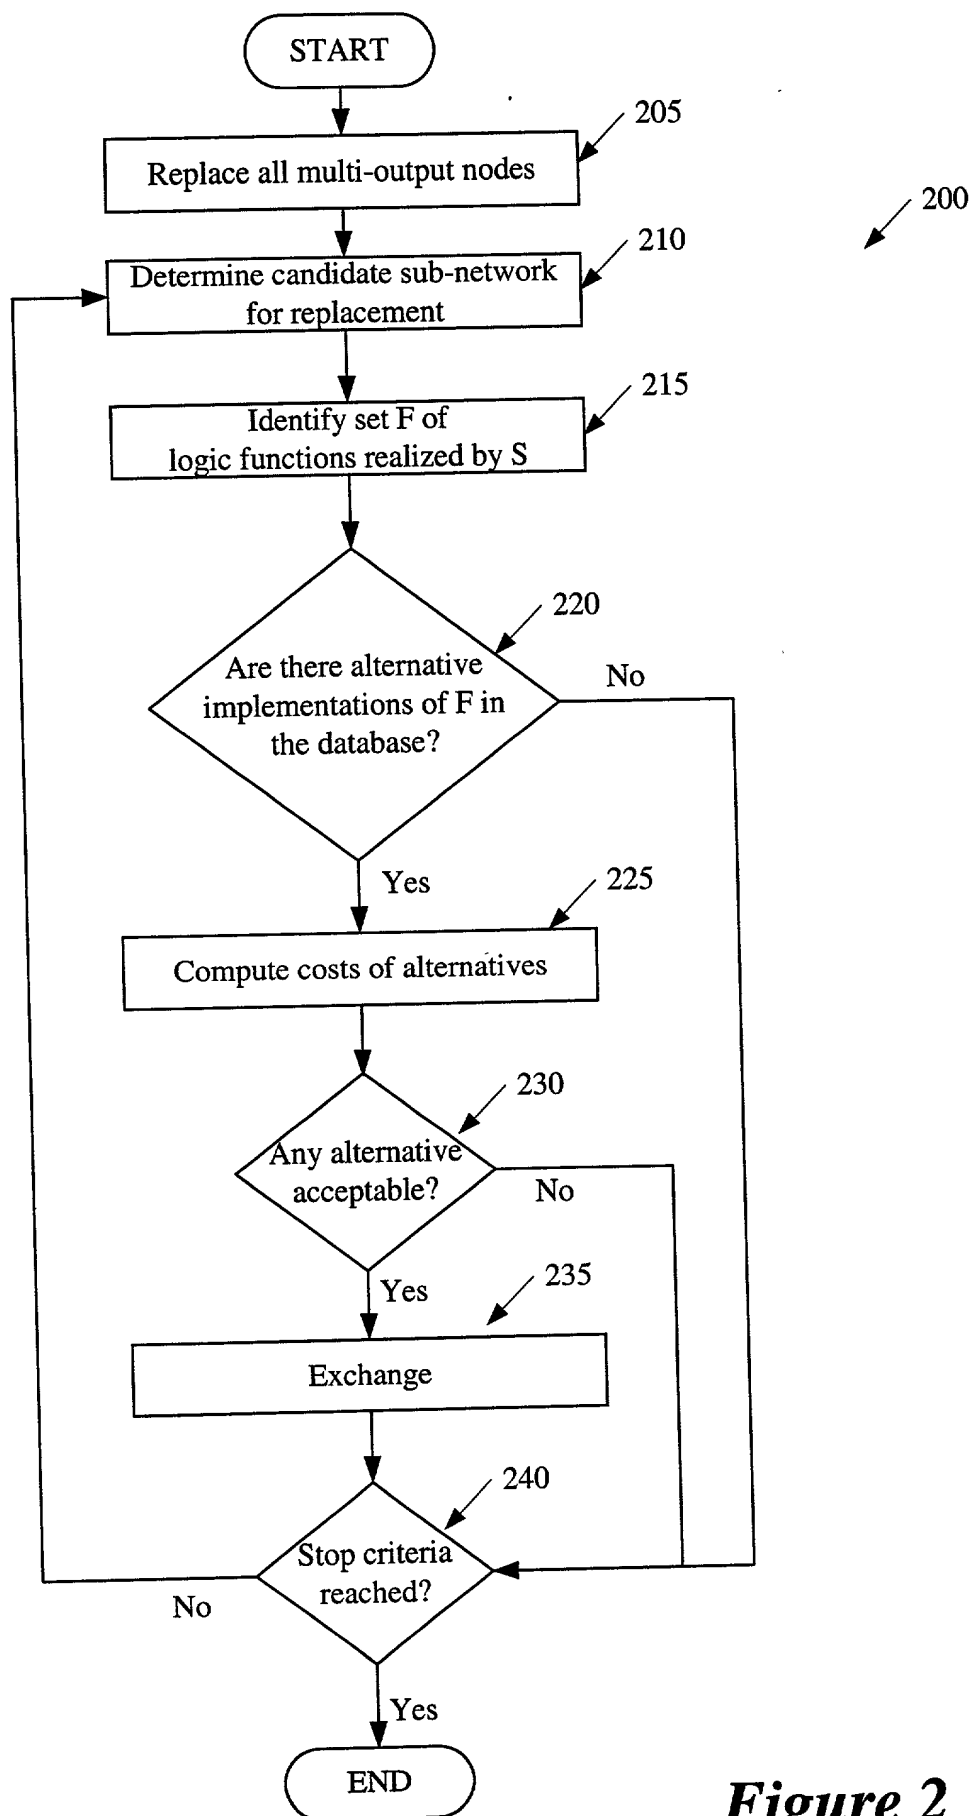 START
205
Replace all multi-output nodes
200
210
Determine candidate sub-network
for replacement
215
Identify set F of
logic functions realized by S
220
Are there alternative
implementations of F in
the database?
No
Yes
225
Compute costs of alternatives
230
Any alternative
acceptable?
No
Yes
235
Exchange
240
Stop criteria
reached?
No
Yes
END
Figure 2